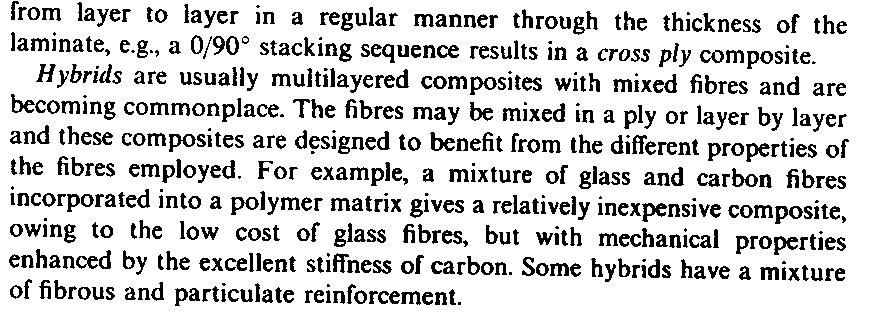 from layer to layer in a regular manner through the thickness of the
laminate, e.g., a 0/90° stacking sequence results in a cross ply composite.
Hybrids are usually multilayered composites with mixed fibres and are
becoming commonplace. The fibres may be mixed in a ply or layer by layer
and these composites are designed to benefit from the different properties of
the fibres employed. For example, a mixture of glass and carbon fibres
incorporated into a polymer matrix gives a relatively inexpensive composite,
owing to the low cost of glass fibres, but with mechanical properties
enhanced by the excellent stiffness of carbon. Some hybrids have a mixture
of fibrous and particulate reinforcement.